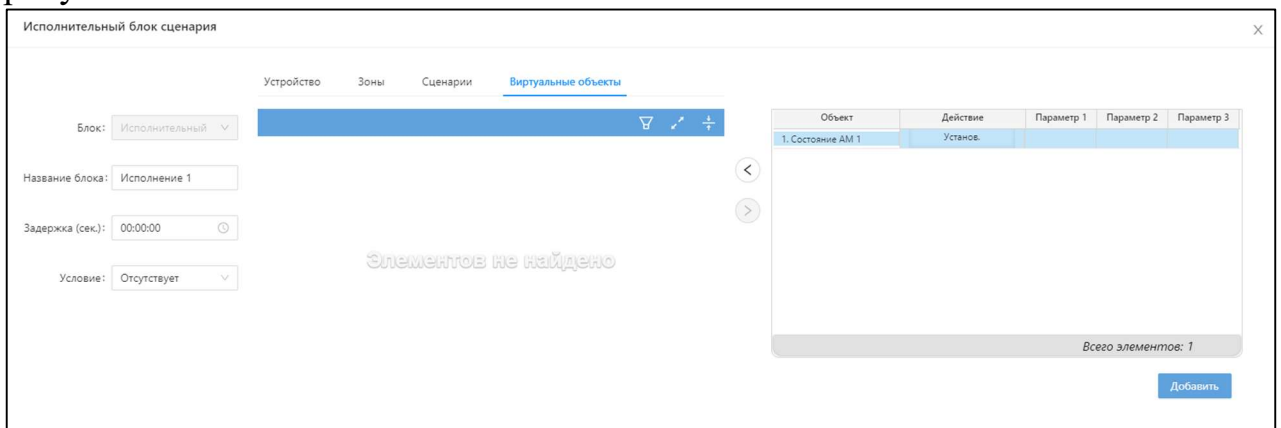 Исполнительный блок сценария
Устройство Зоны Сценарии Виртуальные объекты
Блок: Исполнительный
Название блока: Исполнение 1
Задержка (сек.): 00:00:00
Условие: Отсутствует
Элементов не найдено
Объект Действие Параметр 1 Параметр 2 Параметр 3
1. Состояние АМ 1 Установ.
Всего элементов: 1
Добавить